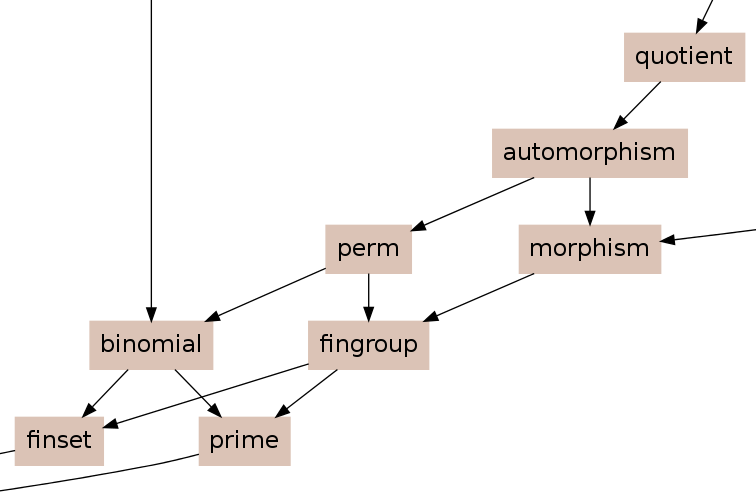 quotient
automorphism
perm
morphism
binomial
fingroup
finset
prime